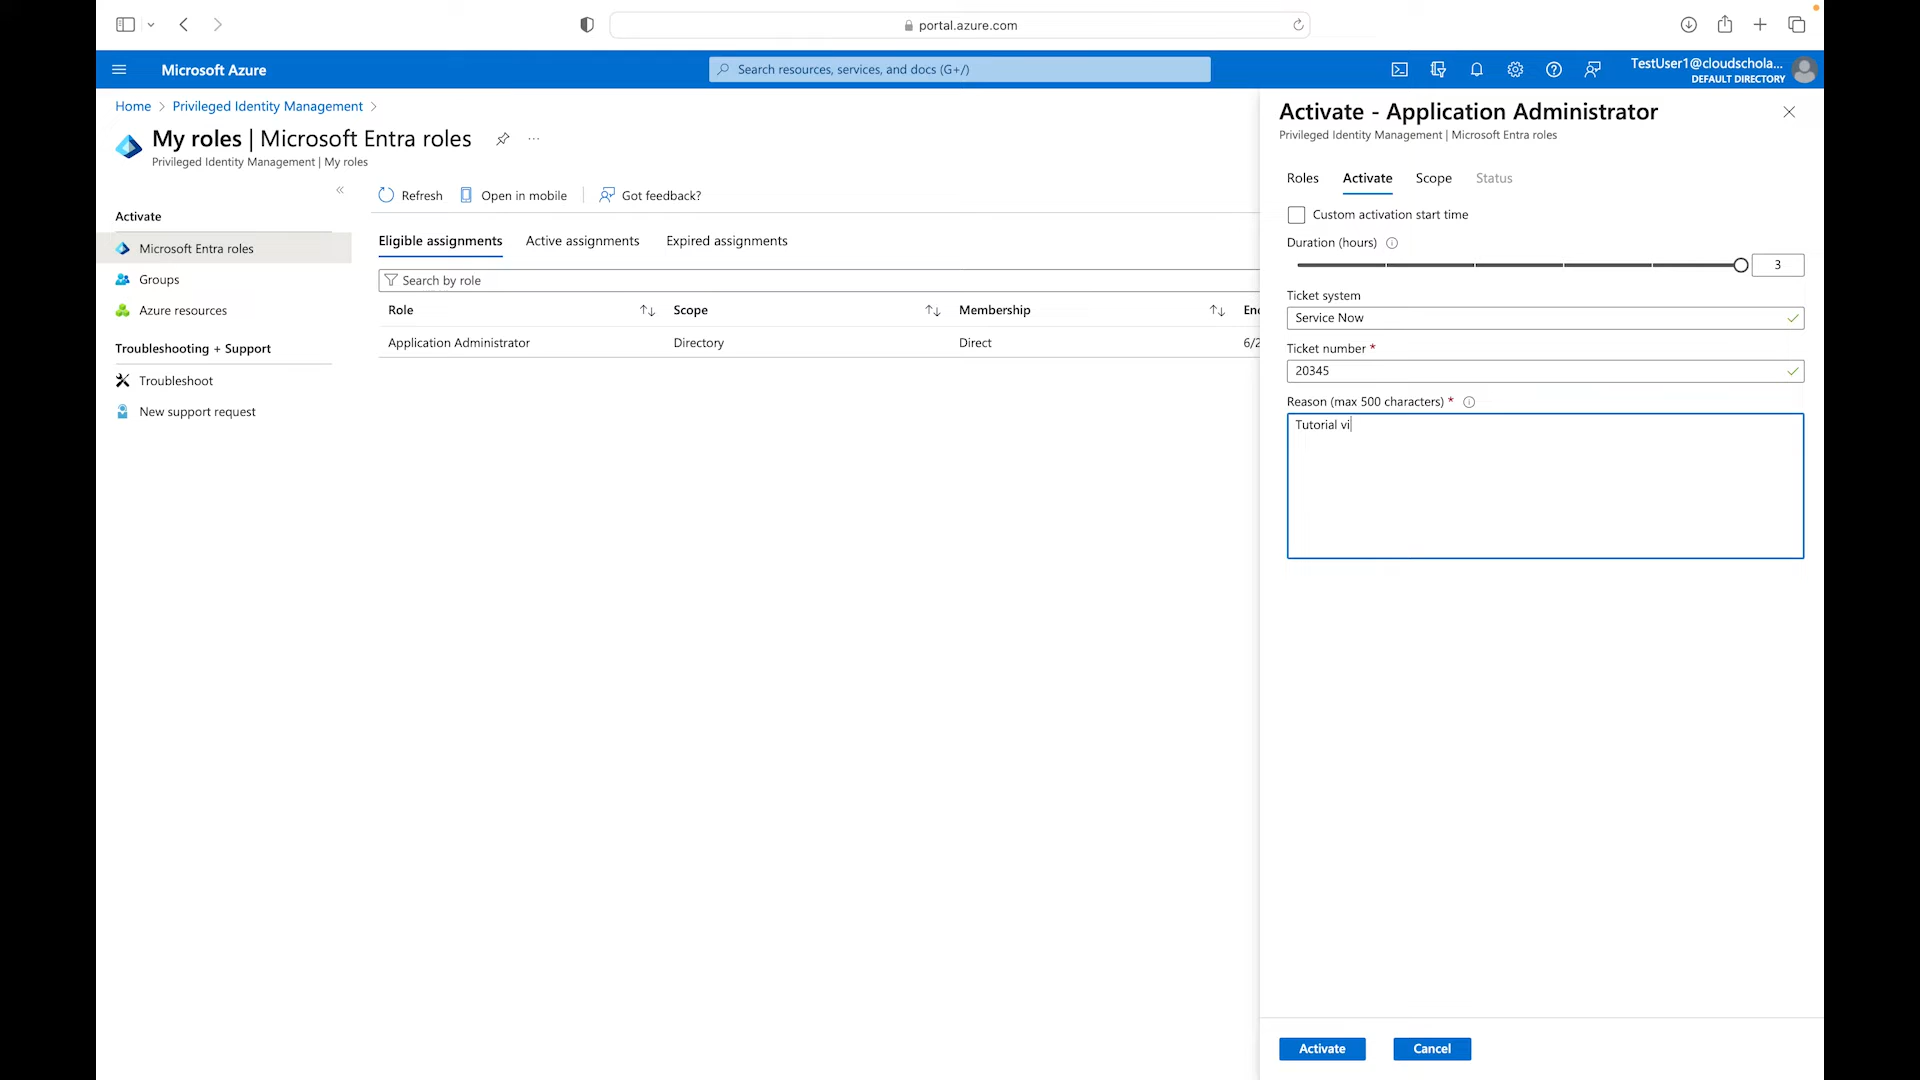 portal.azure.com
Microsoft Azure
Search resources, services, and docs (G+/)
TestUser1@cloudschola...
DEFAULT DIRECTORY
Home > Privileged Identity Management >
My roles | Microsoft Entra roles
...
Privileged Identity Management | My roles
«
Activate
Microsoft Entra roles
Groups
Azure resources
Troubleshooting + Support
Troubleshoot
New support request
Refresh
Open in mobile
Got feedback?
Eligible assignments
Active assignments
Expired assignments
Search by role
Role
Scope
Membership
Application Administrator
Directory
Direct
6/2
Activate - Application Administrator
Privileged Identity Management | Microsoft Entra roles
Roles
Activate
Scope
Status
Custom activation start time
Duration (hours)
3
Ticket system
Service Now
Ticket number *
20345
Reason (max 500 characters) *
Tutorial vi
Activate
Cancel